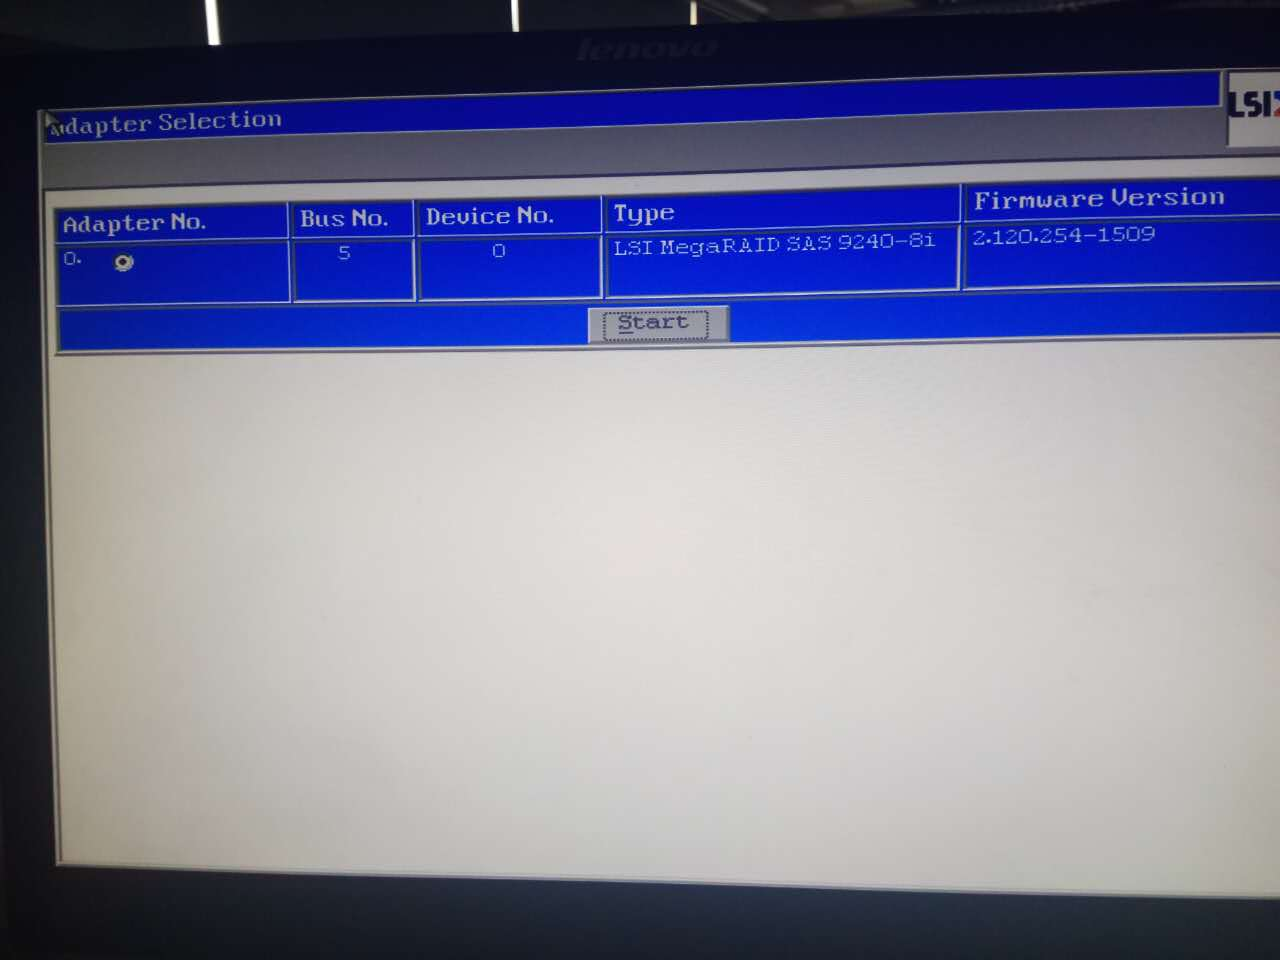 lenovo
Adapter Selection
LSI
Adapter No. Bus No. Device No. Type Firmware Version
0. 5 0 LSI MegaRAID SAS 9240-8i 2.120.254-1509
Start